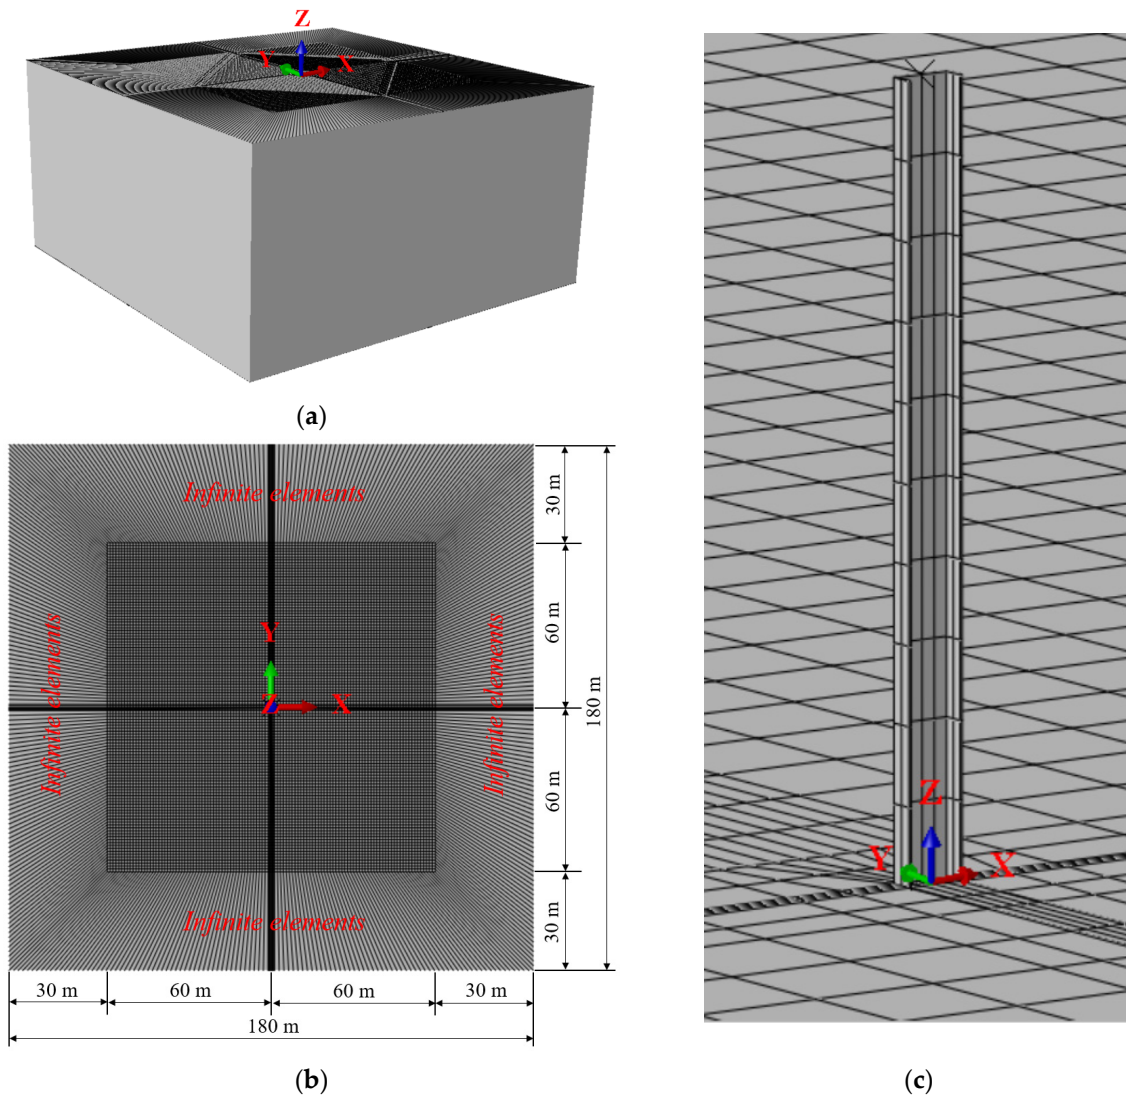 Z
Y
X
(a)
Infinite elements
30 m
60 m
Y
Infinite elements
Infinite elements
180 m
Z
X
60 m
Infinite elements
30 m
30 m
60 m
60 m
30 m
180 m
(b)
Z
Y
X
(c)